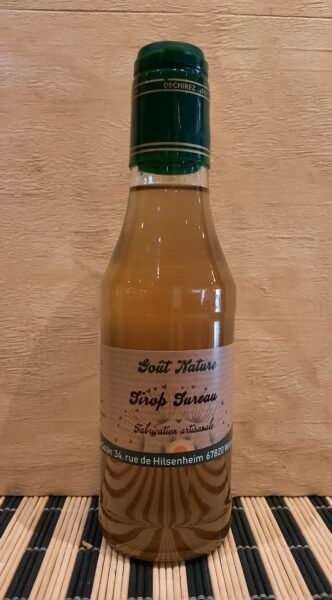 DECHIREZ
Goût Nature
Sirop Sureau
Fabrication artisanale
34, rue de Hilsenheim 67820